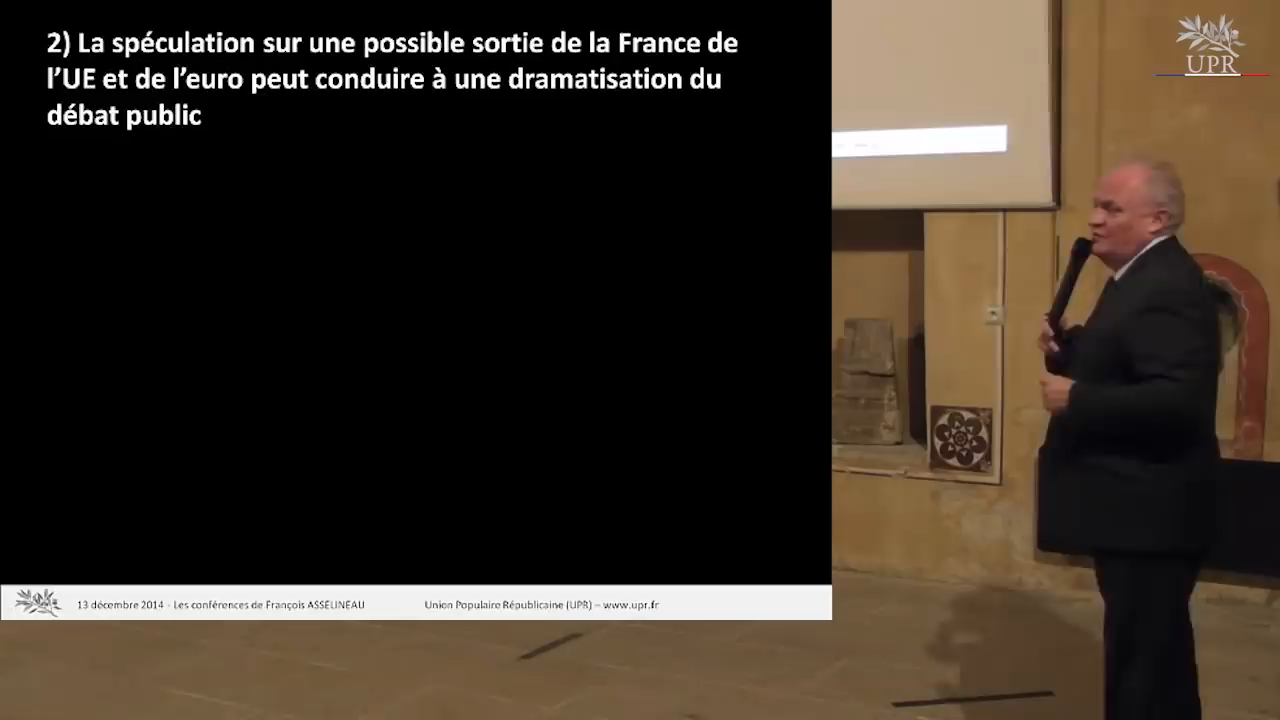 2) La spéculation sur une possible sortie de la France de
l’UE et de l’euro peut conduire à une dramatisation du
débat public
UPR
13 décembre 2014 - Les conférences de François ASSELINEAU
Union Populaire Républicaine (UPR) – www.upr.fr